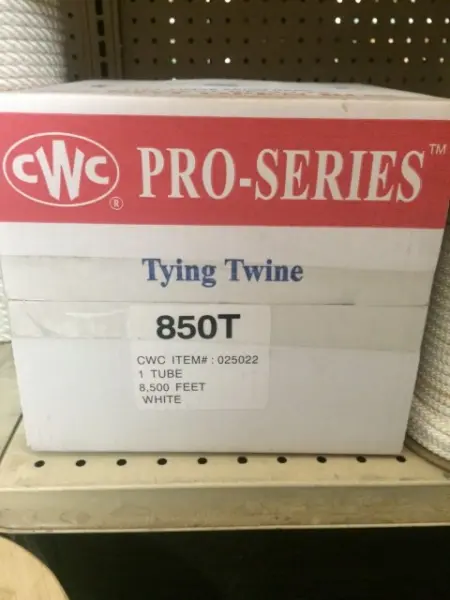 CWC ® PRO-SERIES™
Tying Twine
850T
CWC ITEM# : 025022
1 TUBE
8,500 FEET
WHITE